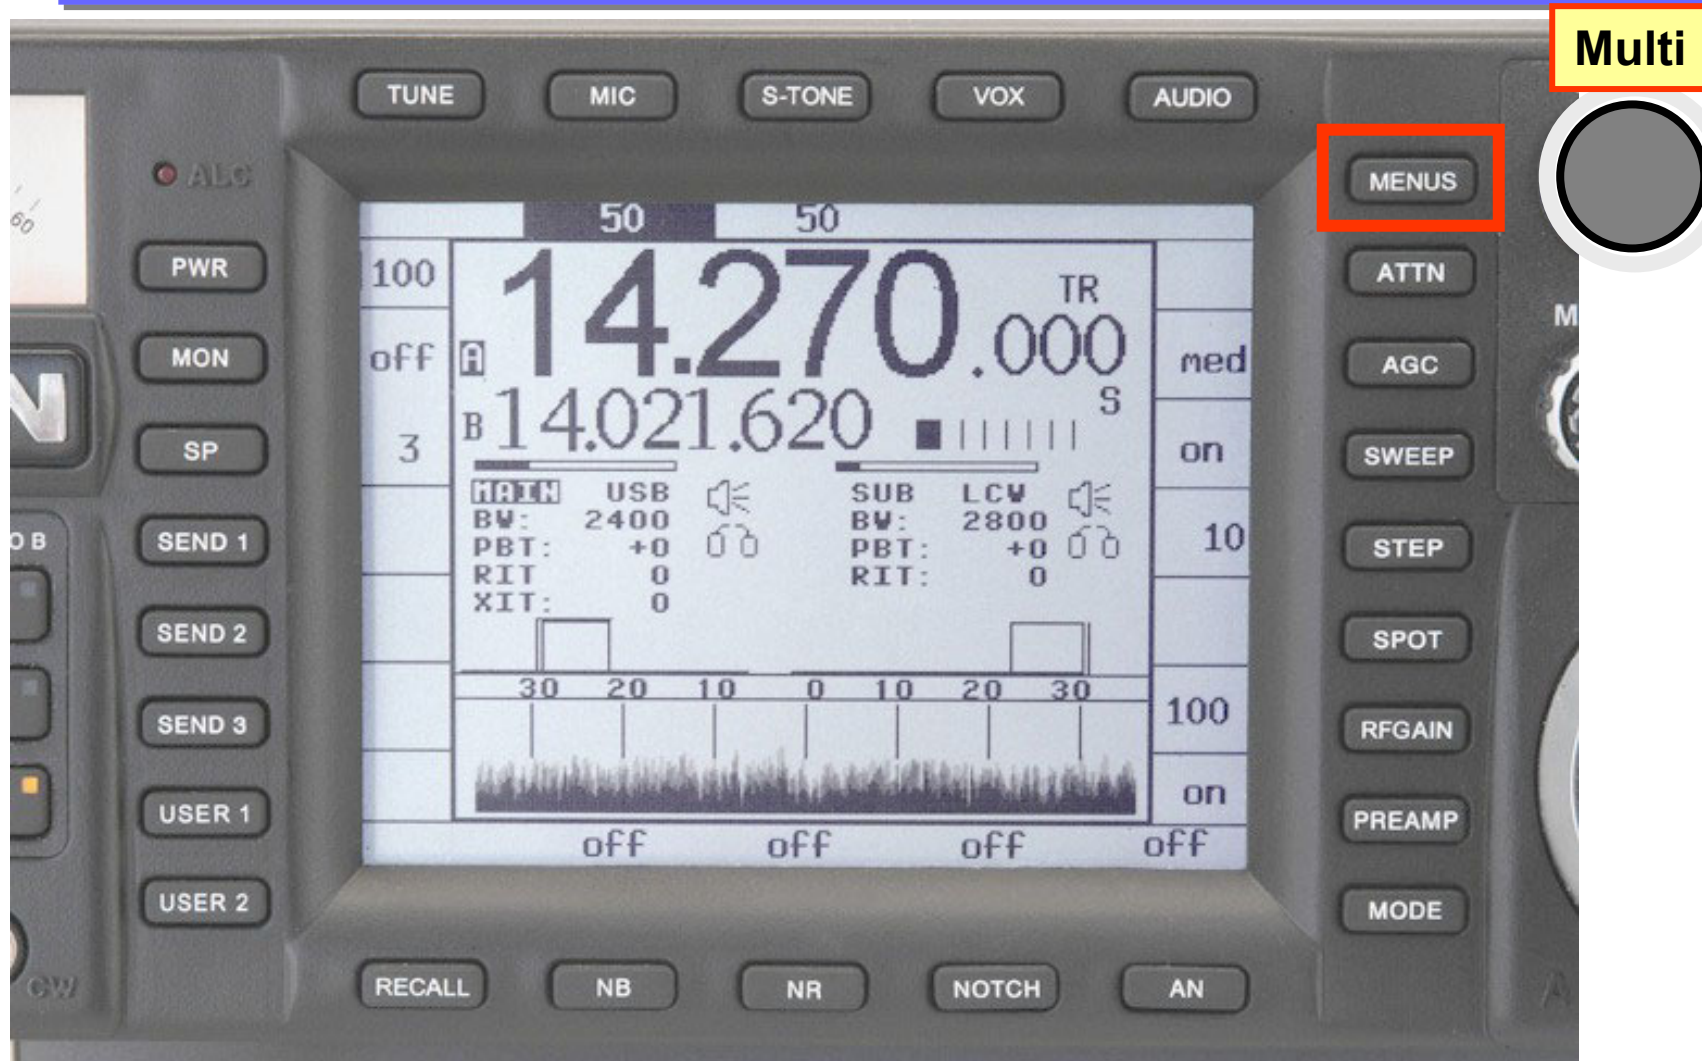 Multi
TUNE MIC S-TONE VOX AUDIO
ALC
MENUS
60
50 50
PWR 100 14.270.000 TR ATTN
MON off A med AGC
B 14.021.620 S
SP 3 on SWEEP
MAIN USB SUB LCW
BW: 2400 BW: 2800
O B SEND 1 PBT: +0 PBT: +0 10 STEP
RIT 0 RIT: 0
XIT: 0
SEND 2 SPOT
30 20 10 0 10 20 30
SEND 3 100 RFGAIN
USER 1 on PREAMP
off off off off
USER 2 MODE
CW
RECALL NB NR NOTCH AN
M
N
A